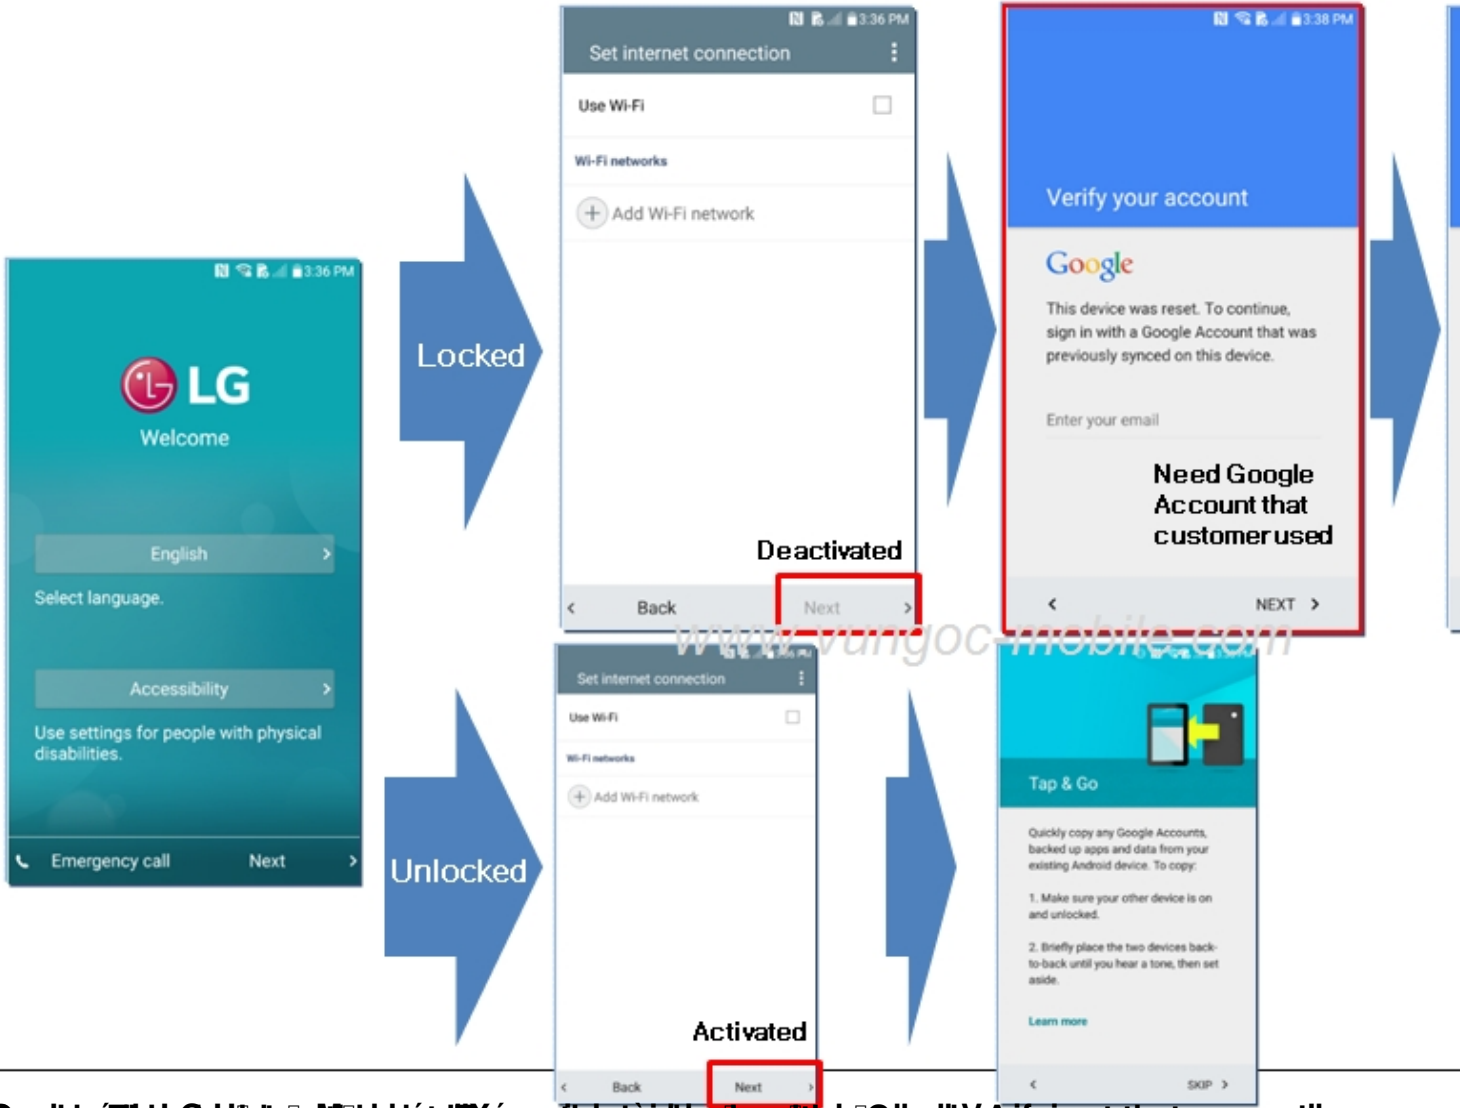 3:36 PM
LG
Welcome
English
Select language.
Accessibility
Use settings for people with physical
disabilities.
Emergency call
Next
Locked
3:36 PM
Set internet connection
Use Wi-Fi
Wi-Fi networks
Add Wi-Fi network
Deactivated
Back
Next
3:38 PM
Verify your account
Google
This device was reset. To continue,
sign in with a Google Account that was
previously synced on this device.
Enter your email
Need Google
Account that
customer used
NEXT
www.vungoc-mobile.com
Unlocked
Set internet connection
Use Wi-Fi
Wi-Fi networks
Add Wi-Fi network
Activated
Back
Next
Tap & Go
Quickly copy any Google Accounts,
backed up apps and data from your
existing Android device. To copy:
1. Make sure your other device is on
and unlocked.
2. Briefly place the two devices back-
to-back until you hear a tone, then set
aside.
Learn more
SKIP